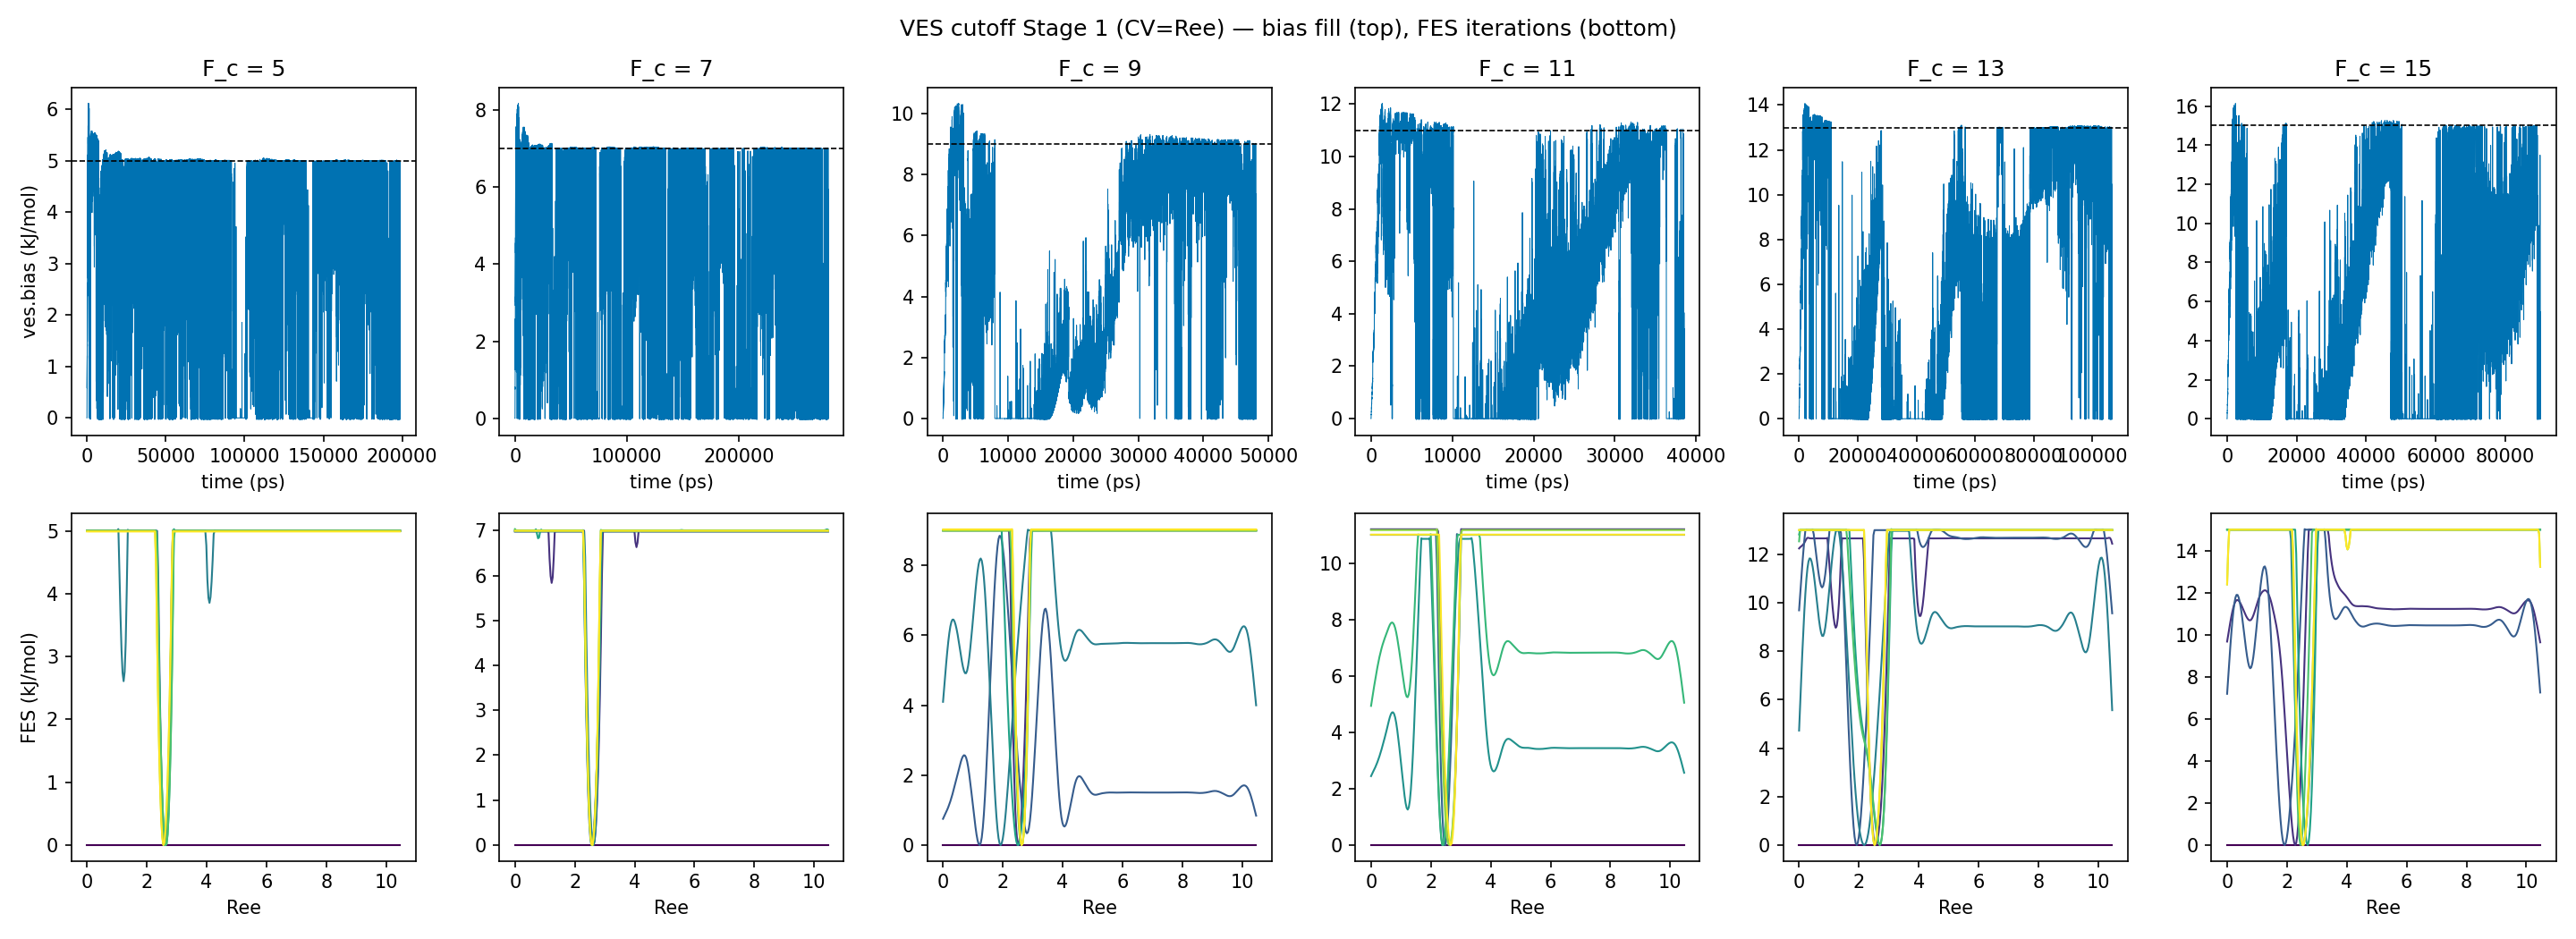 VES cutoff Stage 1 (CV=Ree) — bias fill (top), FES iterations (bottom)
F_c = 5
F_c = 7
F_c = 9
F_c = 11
F_c = 13
F_c = 15
ves.bias (kJ/mol)
6
5
4
3
2
1
0
0 50000 100000 150000 200000
time (ps)
8
6
4
2
0
0 100000 200000
time (ps)
10
8
6
4
2
0
0 10000 20000 30000 40000 50000
time (ps)
12
10
8
6
4
2
0
0 10000 20000 30000 40000
time (ps)
14
12
10
8
6
4
2
0
0 20000 40000 60000 80000 100000
time (ps)
16
14
12
10
8
6
4
2
0
0 20000 40000 60000 80000
time (ps)
FES (kJ/mol)
5
4
3
2
1
0
0 2 4 6 8 10
Ree
7
6
5
4
3
2
1
0
0 2 4 6 8 10
Ree
8
6
4
2
0
0 2 4 6 8 10
Ree
10
8
6
4
2
0
0 2 4 6 8 10
Ree
12
10
8
6
4
2
0
0 2 4 6 8 10
Ree
14
12
10
8
6
4
2
0
0 2 4 6 8 10
Ree